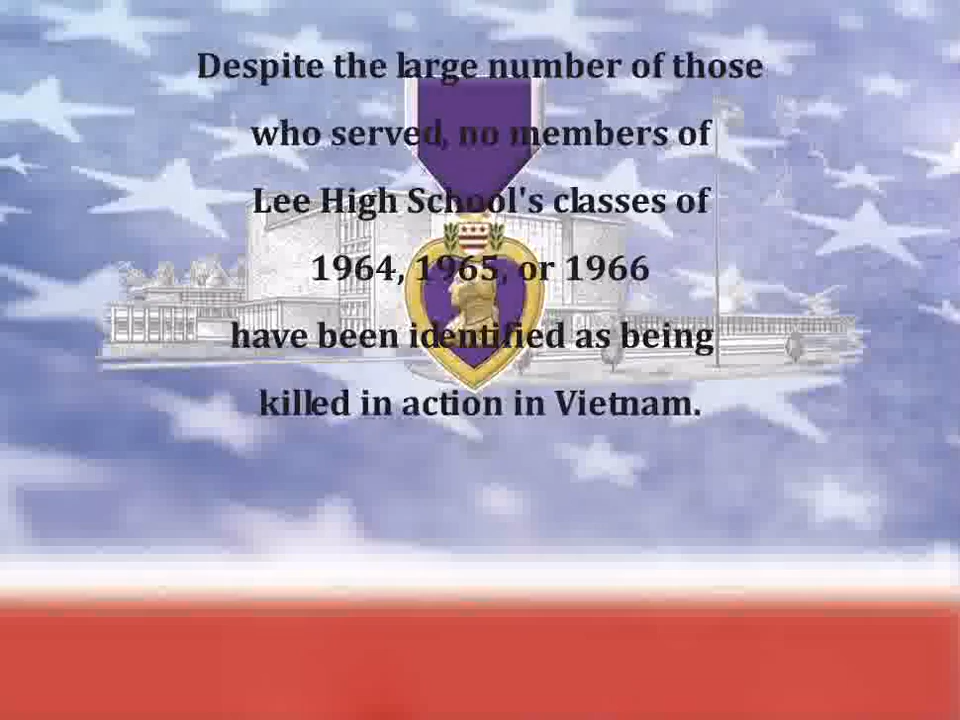 Despite the large number of those
who served, no members of
Lee High School's classes of
1964, 1965, or 1966
have been identified as being
killed in action in Vietnam.